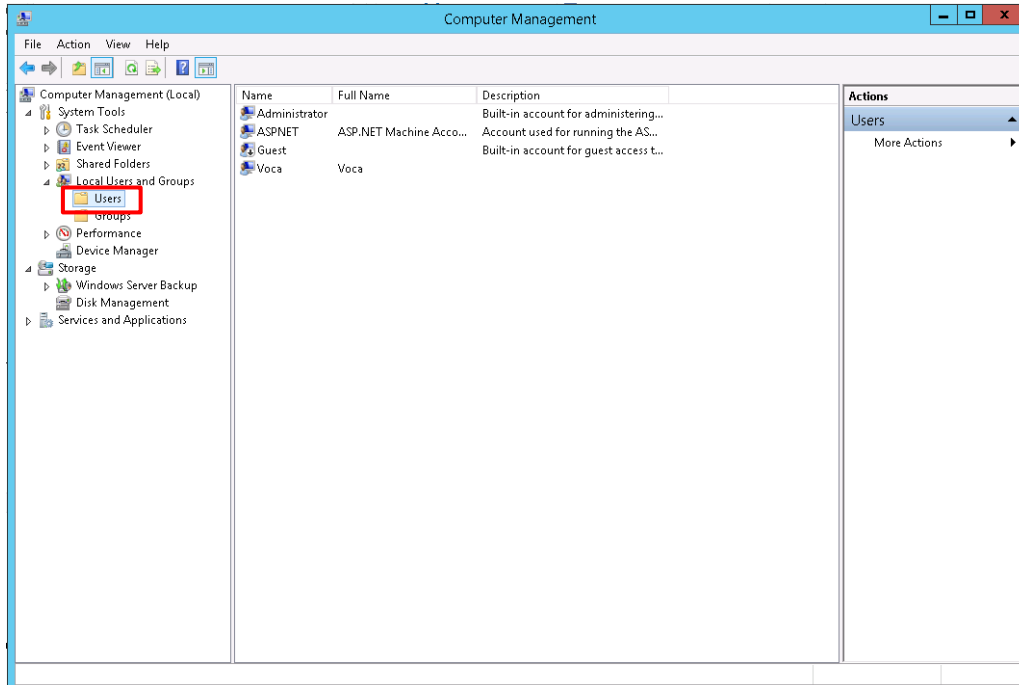 Computer Management
File Action View Help
Computer Management (Local)
System Tools
Task Scheduler
Event Viewer
Shared Folders
Local Users and Groups
Users
Groups
Performance
Device Manager
Storage
Windows Server Backup
Disk Management
Services and Applications
Name Full Name Description
Administrator Built-in account for administering...
ASPNET ASP.NET Machine Acco... Account used for running the AS...
Guest Built-in account for guest access t...
Voca Voca
Actions
Users
More Actions